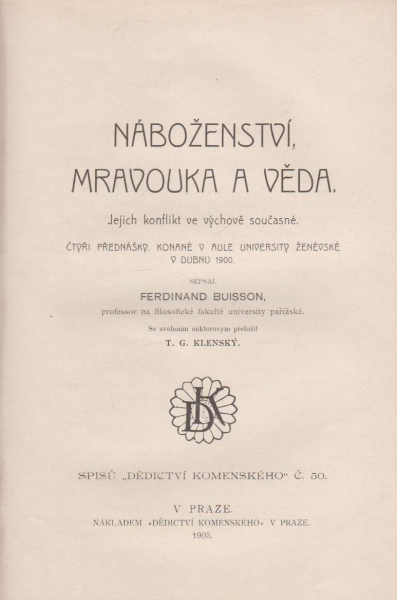 NÁBOŽENSTVÍ,
MRAVOUKA A VĚDA.
Jejich konflikt ve výchově současné.
ČTYŘI PŘEDNÁŠKY, KONANÉ V AULE UNIVERSITY ŽENEVSKÉ
V DUBNU 1900.
SEPSAL
FERDINAND BUISSON,
professor na filosofické fakultě university pařížské.
Se svolením auktorovým přeložil
T. G. KLENSKÝ.
DK
SPISŮ „DĚDICTVÍ KOMENSKÉHO“ Č. 50.
V PRAZE.
NÁKLADEM »DĚDICTVÍ KOMENSKÉHO« V PRAZE.
1905.